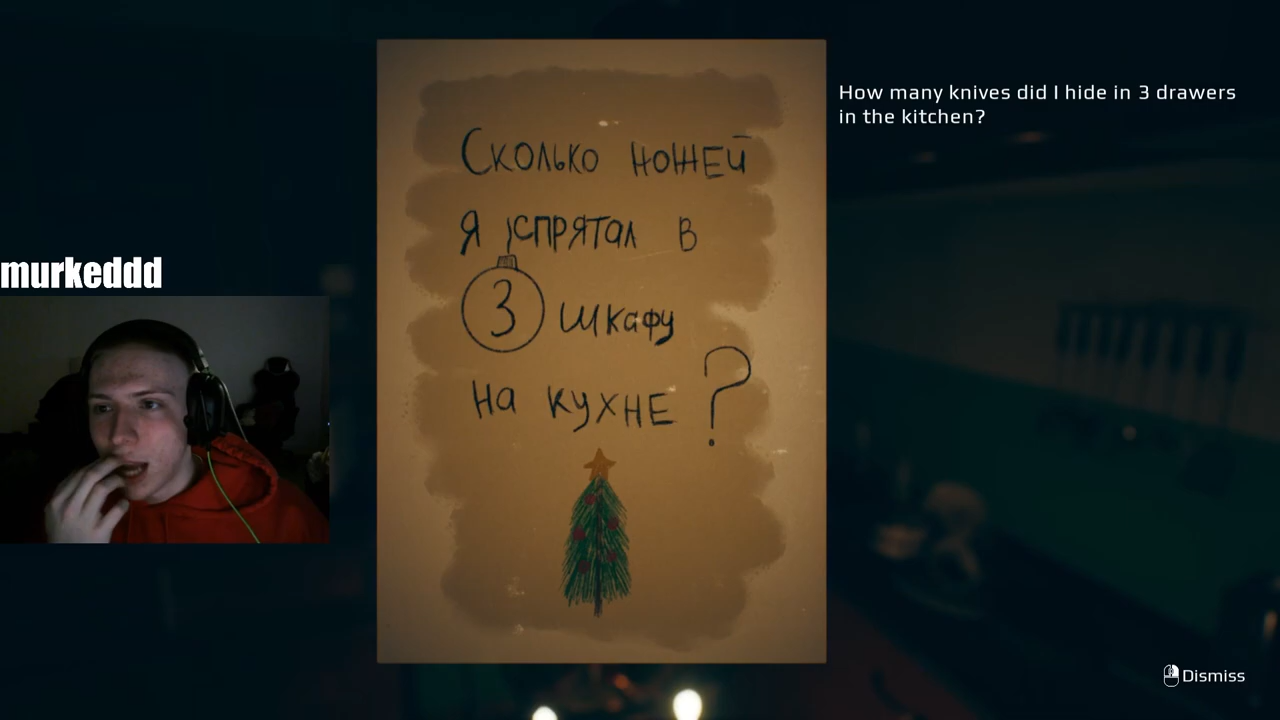 How many knives did I hide in 3 drawers
in the kitchen?
Сколько ножей
я спрятал в
3 шкафу
на кухне?
murkeddd
Dismiss